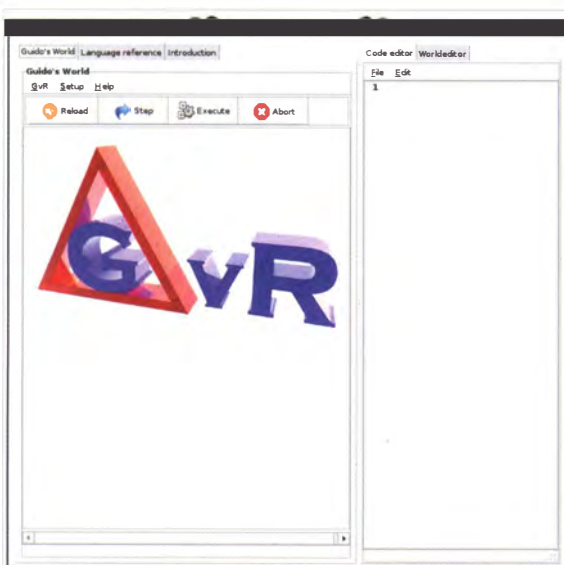 Guido's World Language reference Introduction
Guido's World
GvR Setup Help
Reload Step Execute Abort
GvR
Code editor Worldeditor
File Edit
1